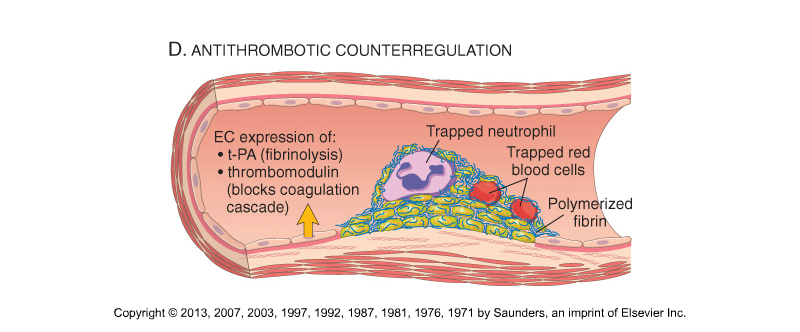 D. ANTITHROMBOTIC COUNTERREGULATION
EC expression of:
• t-PA (fibrinolysis)
• thrombomodulin
(blocks coagulation
cascade)
Trapped neutrophil
Trapped red
blood cells
Polymerized
fibrin
Copyright © 2013, 2007, 2003, 1997, 1992, 1987, 1981, 1976, 1971 by Saunders, an imprint of Elsevier Inc.